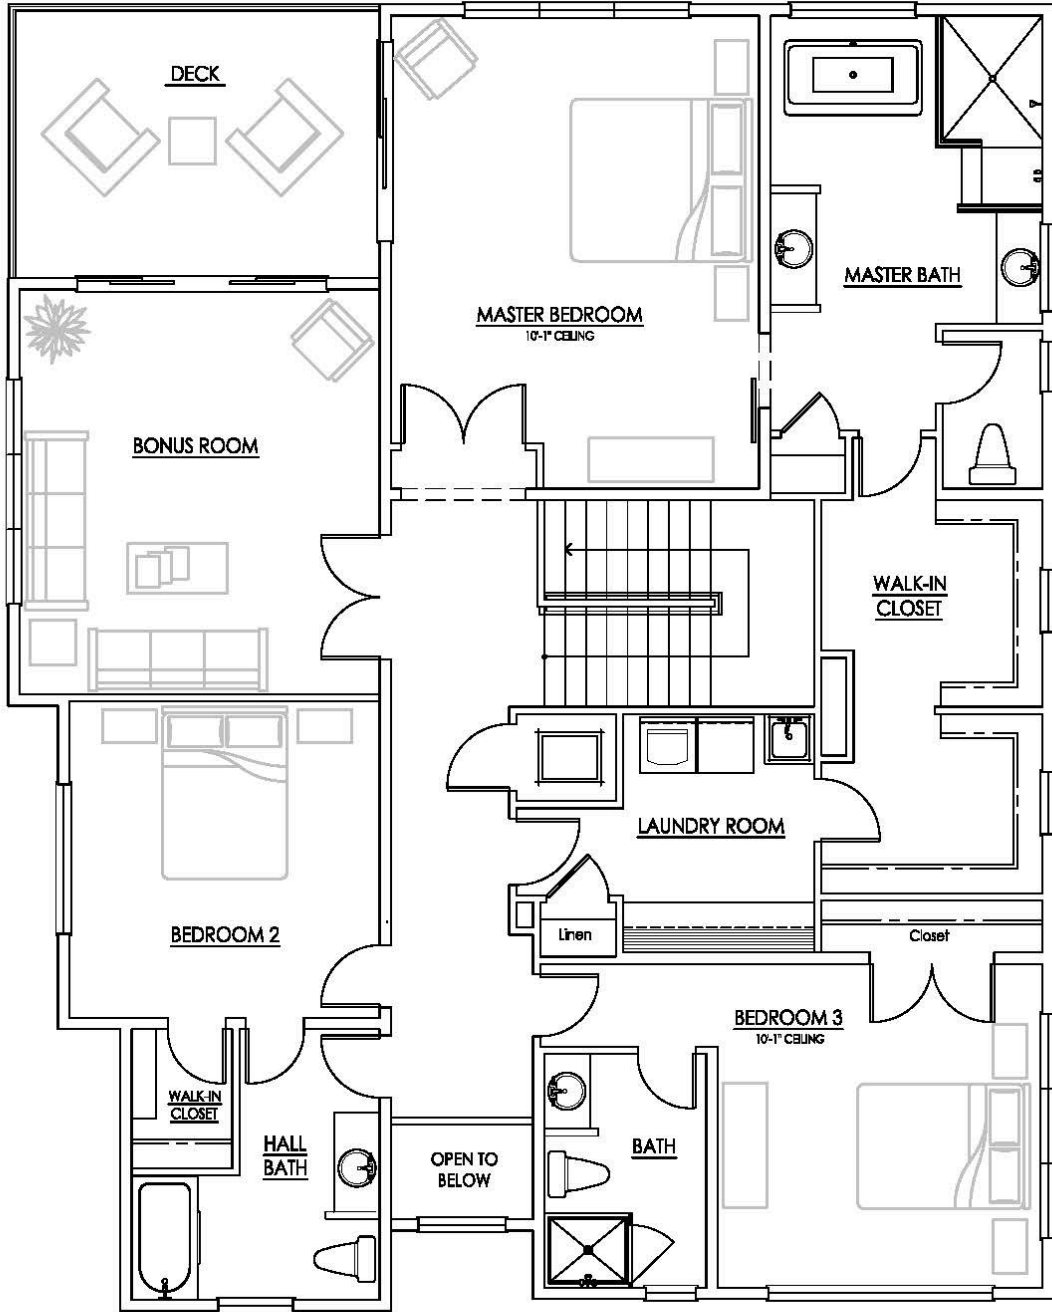 DECK
MASTER BEDROOM
10'-1" CEILING
MASTER BATH
BONUS ROOM
WALK-IN
CLOSET
LAUNDRY ROOM
Linen
Closet
BEDROOM 2
BEDROOM 3
10'-1" CEILING
WALK-IN
CLOSET
HALL
BATH
OPEN TO
BELOW
BATH